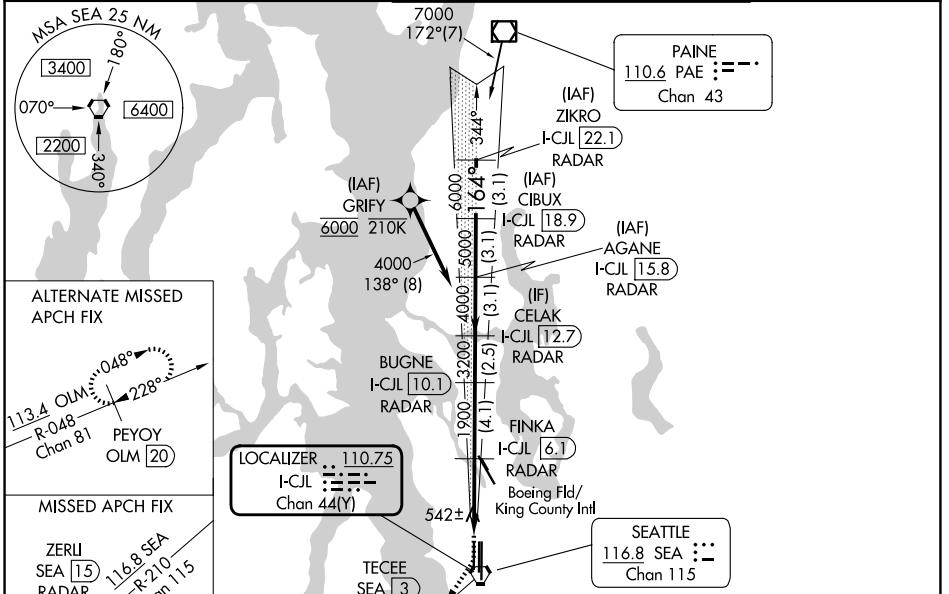 MSA SEA 25 NM
180°
3400
070°
6400
2200
340°
7000
172°(7)
PAINE
110.6 PAE
Chan 43
344°
(IAF)
ZIKRO
I-CJL 22.1
RADAR
6000
164°
(3.1)
(IAF)
CIBUX
I-CJL 18.9
RADAR
(IAF)
GRIFY
6000 210K
5000
(3.1)
(IAF)
AGANE
I-CJL 15.8
RADAR
4000
138° (8)
4000
(3.1)
(IF)
CELAK
I-CJL 12.7
RADAR
3200
(2.5)
BUGNE
I-CJL 10.1
RADAR
1900
(4.1)
FINKA
I-CJL 6.1
RADAR
Boeing Fld/
King County Intl
542±
ALTERNATE MISSED
APCH FIX
048°
228°
113.4 OLM
R-048
Chan 81
PEYOY
OLM 20
LOCALIZER 110.75
I-CJL
Chan 44(Y)
MISSED APCH FIX
ZERLI
SEA 15
RADAR
116.8 SEA
R-210
115
TECEE
SEA 3
SEATTLE
116.8 SEA
Chan 115